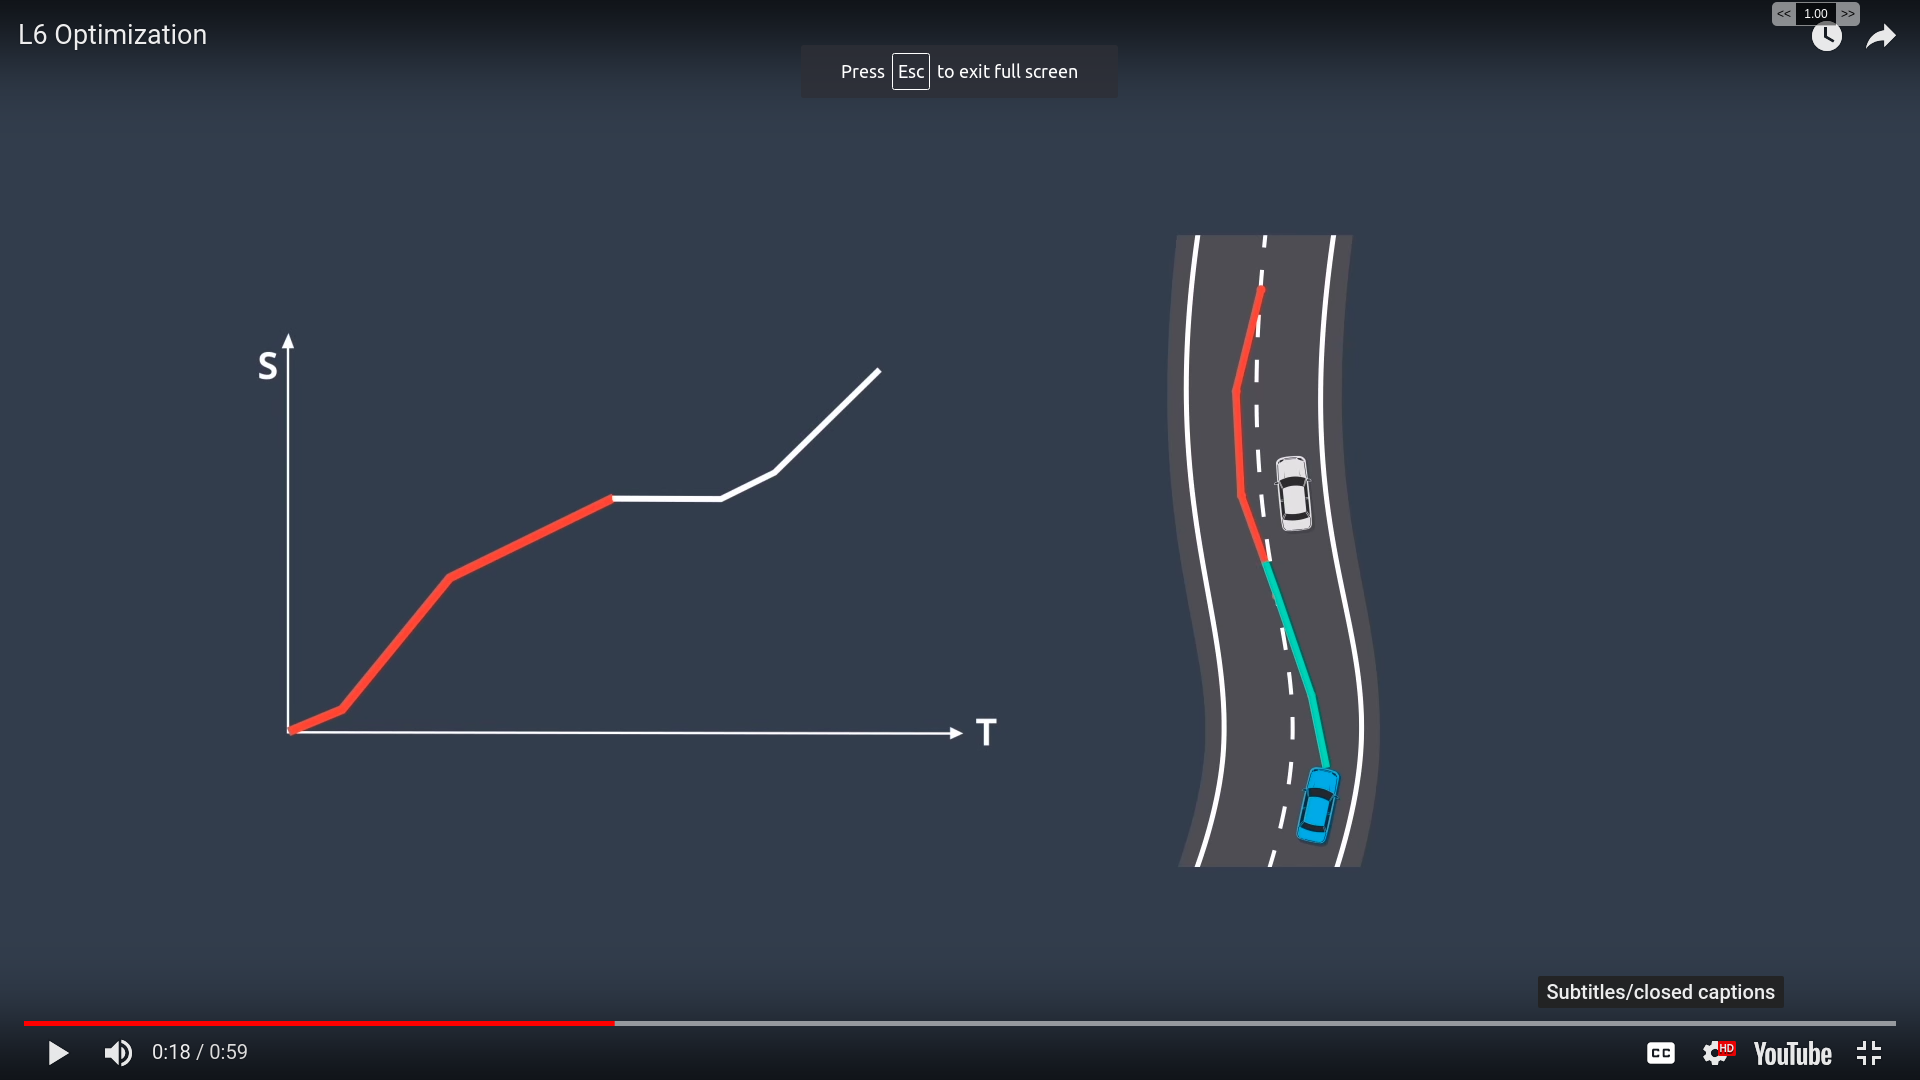 L6 Optimization
<< 1.00 >>
Press Esc to exit full screen
S
T
Subtitles/closed captions
0:18 / 0:59
CC
HD
YouTube